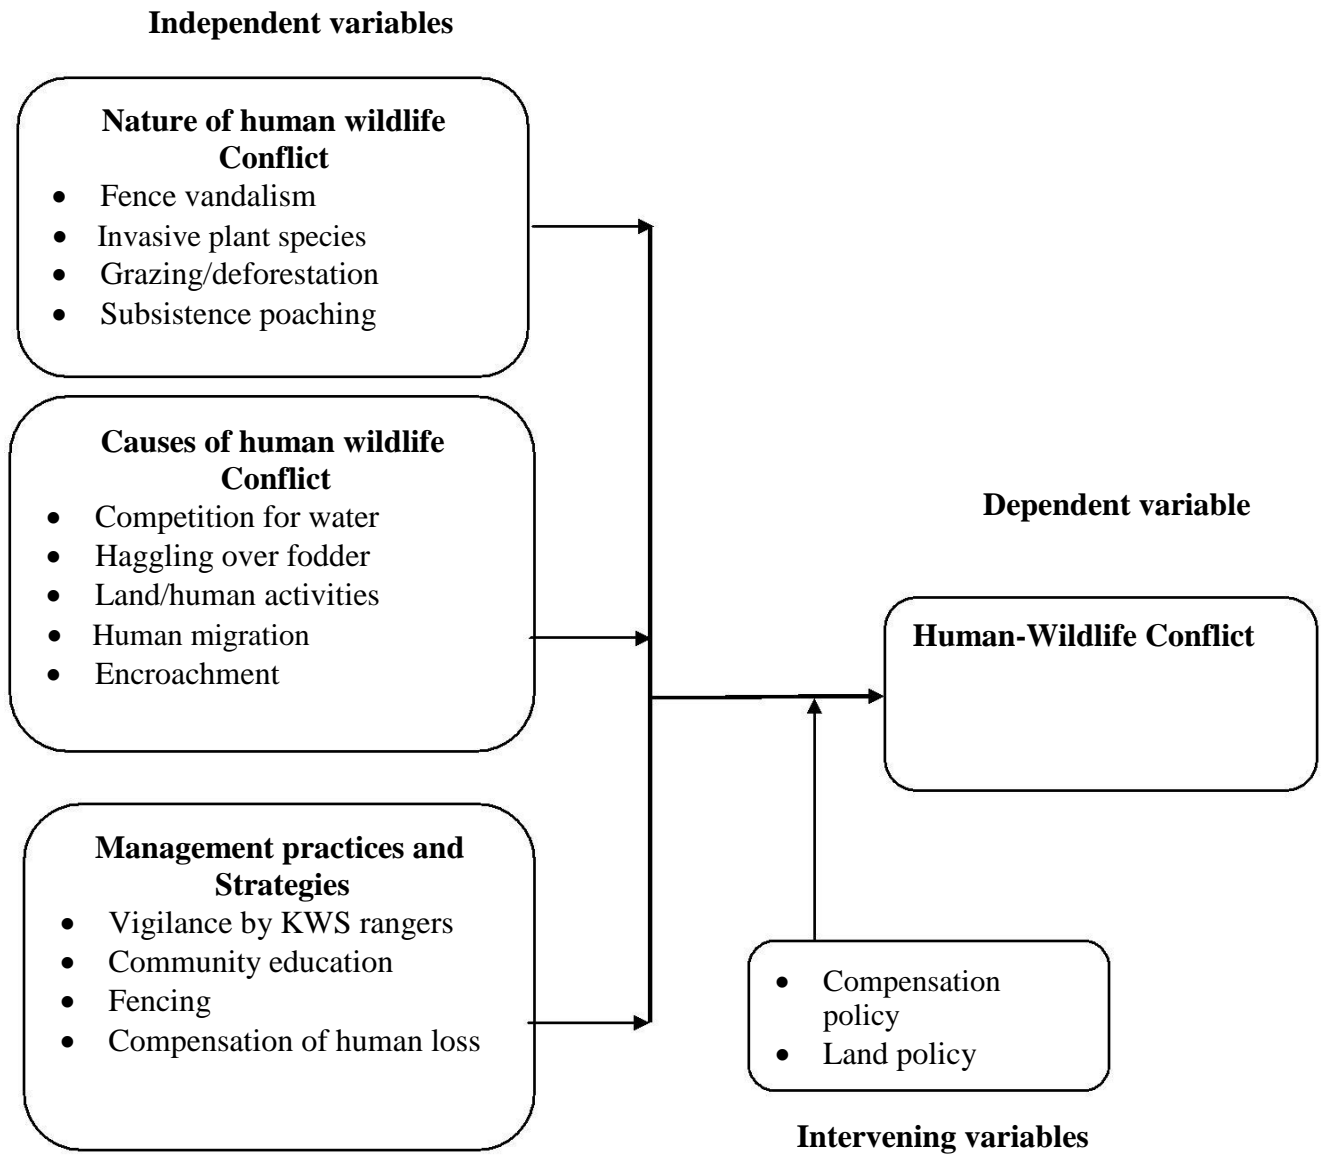 Independent variables
Nature of human wildlife
Conflict
• Fence vandalism
• Invasive plant species
• Grazing/deforestation
• Subsistence poaching
Causes of human wildlife
Conflict
• Competition for water
• Haggling over fodder
• Land/human activities
• Human migration
• Encroachment
Management practices and
Strategies
• Vigilance by KWS rangers
• Community education
• Fencing
• Compensation of human loss
Dependent variable
Human-Wildlife Conflict
• Compensation
policy
• Land policy
Intervening variables